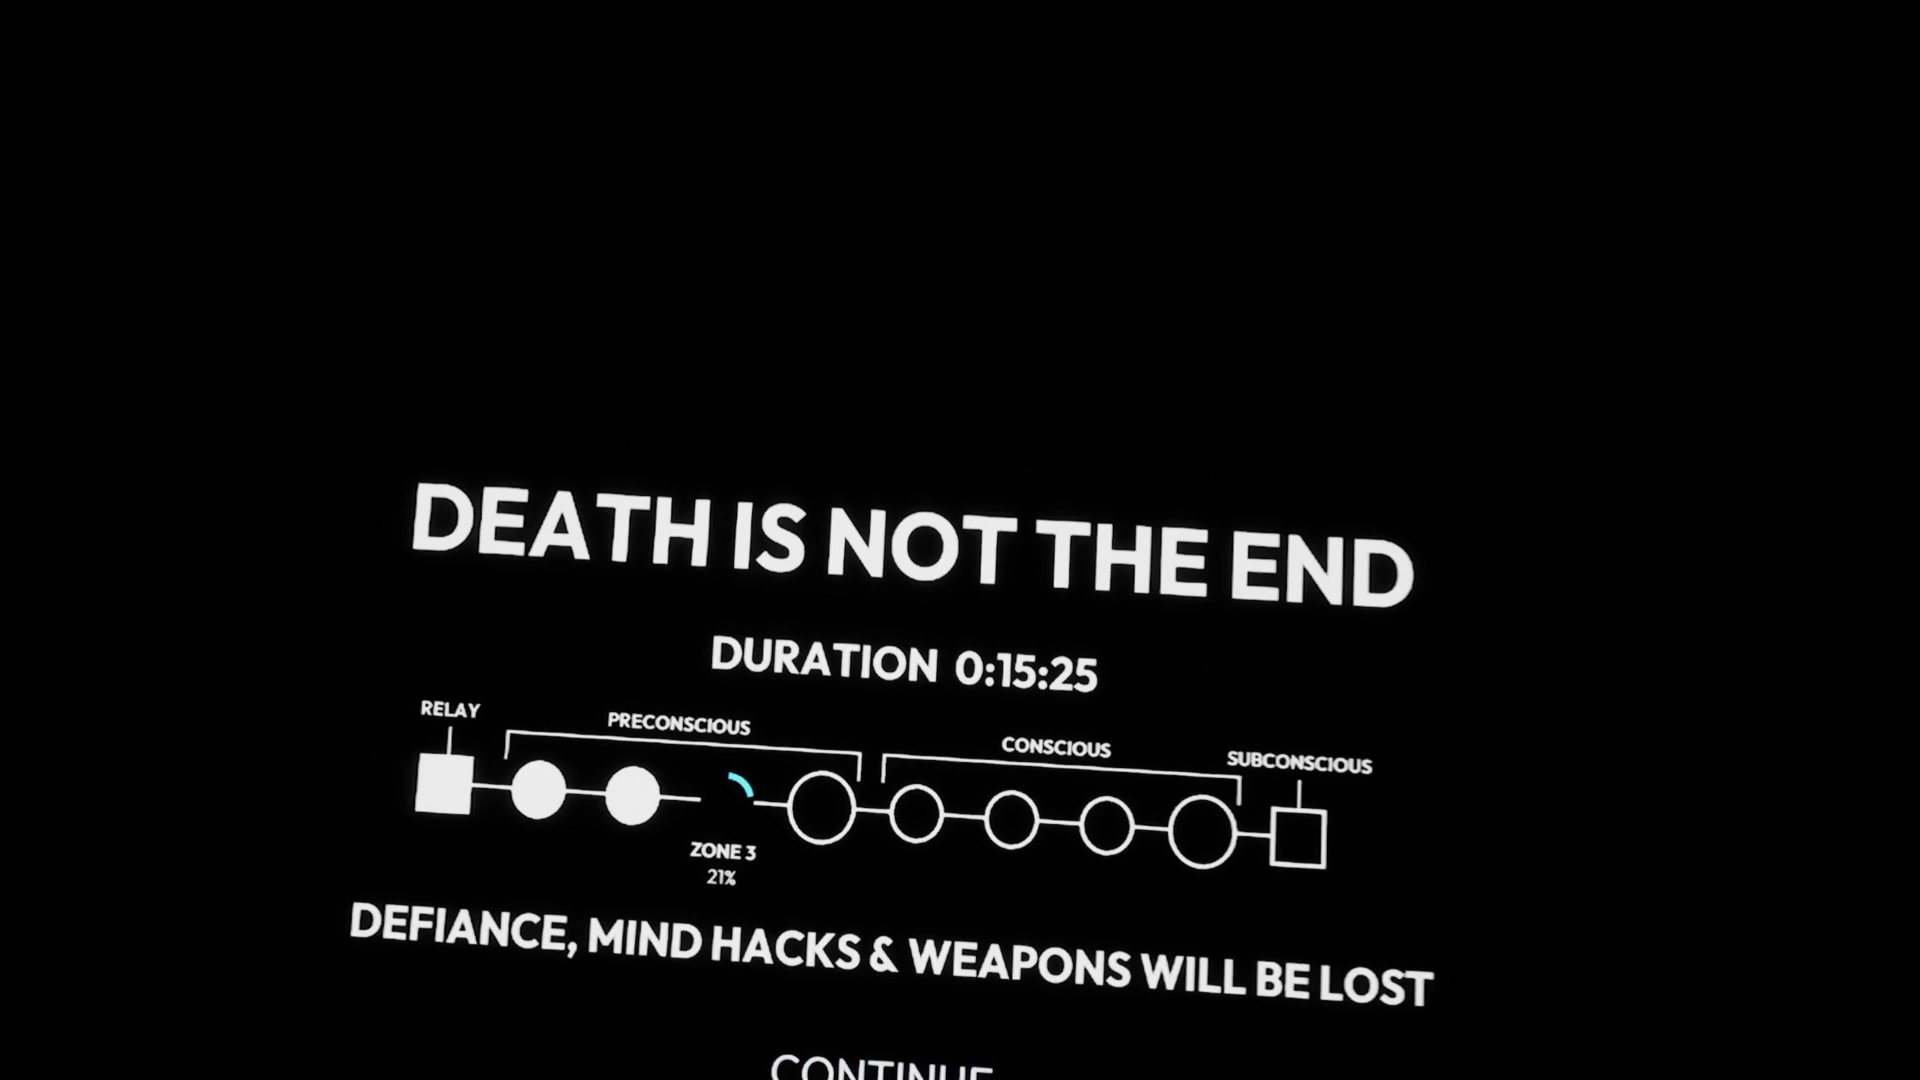 DEATH IS NOT THE END
DURATION 0:15:25
RELAY
PRECONSCIOUS
CONSCIOUS
SUBCONSCIOUS
ZONE 3
21%
DEFIANCE, MIND HACKS & WEAPONS WILL BE LOST
CONTINUE